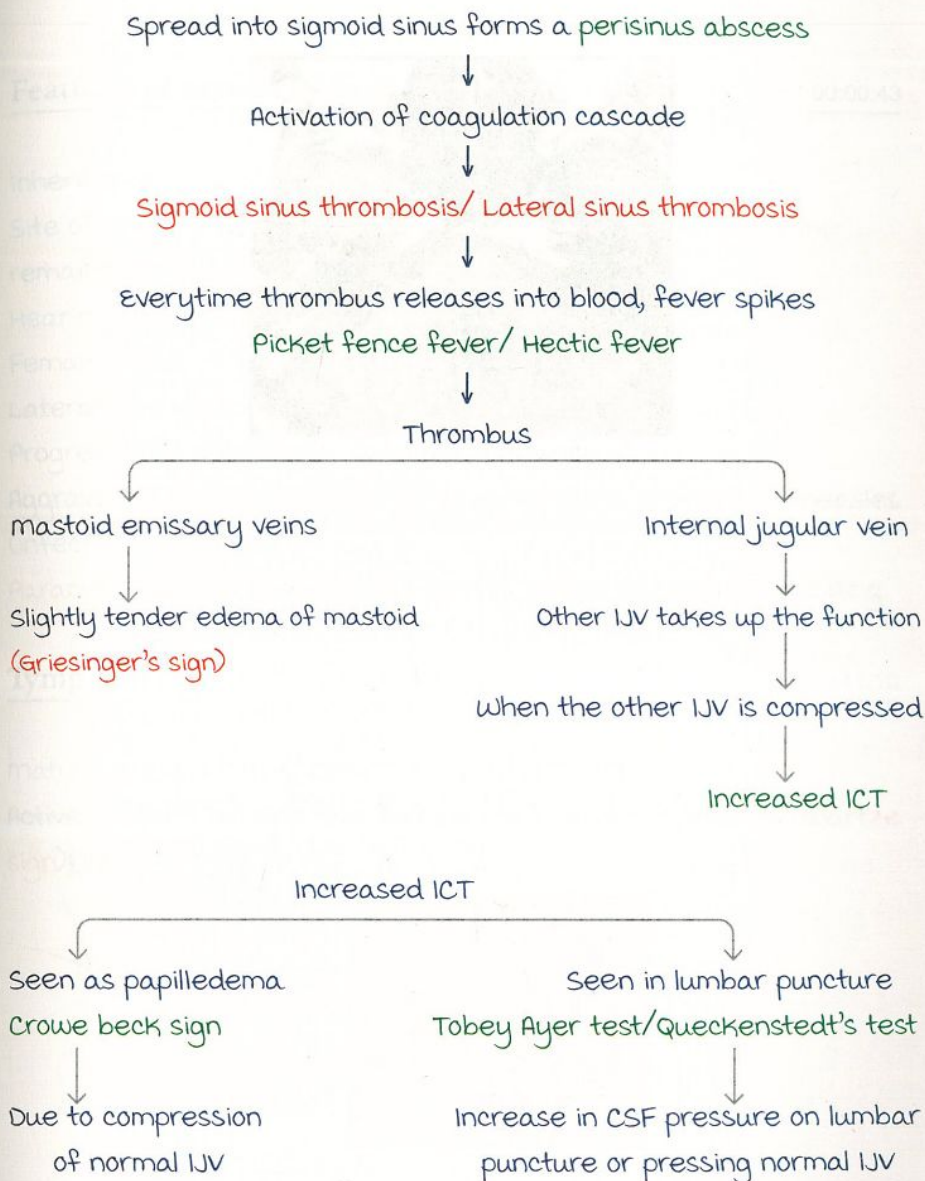 Spread into sigmoid sinus forms a perisinus abscess
↓
Activation of coagulation cascade
↓
Sigmoid sinus thrombosis/ Lateral sinus thrombosis
↓
Everytime thrombus releases into blood, fever spikes
Picket fence fever/ Hectic fever
↓
Thrombus
mastoid emissary veins
Internal jugular vein
Slightly tender edema of mastoid
(Griesinger's sign)
Other IJV takes up the function
When the other IJV is compressed
Increased ICT
Increased ICT
Seen as papilledema
Crowe beck sign
Due to compression
of normal IJV
Seen in lumbar puncture
Tobey Ayer test/Queckenstedt's test
Increase in CSF pressure on lumbar
puncture or pressing normal IJV